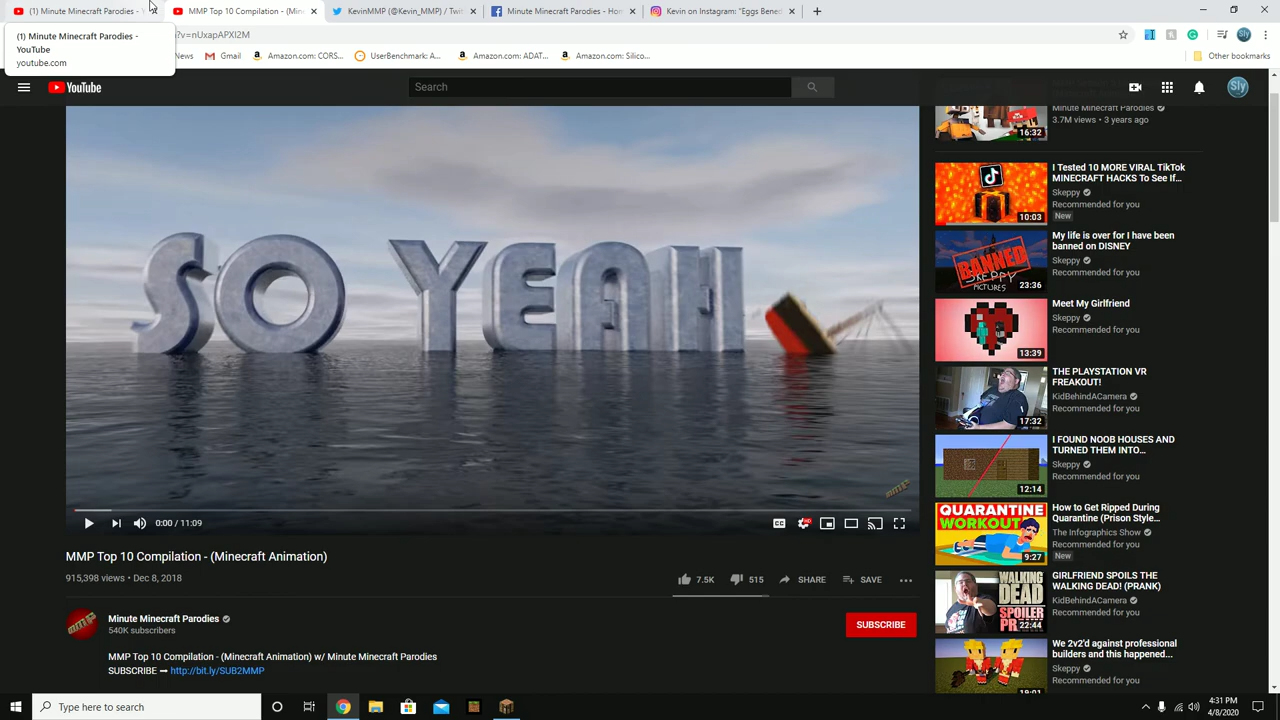 (1) Minute Minecraft Parodies - Y
MMP Top 10 Compilation - (Mine
KevinMMP (@Kevin_MMP) / Twitt
Minute Minecraft Parodies - Hom
Kevin on Instagram: "Eggs Bened
(1) Minute Minecraft Parodies -
YouTube
youtube.com
?v=nUxapAPXI2M
News
Gmail
Amazon.com: CORS...
UserBenchmark: A...
Amazon.com: ADAT...
Amazon.com: Silico...
Other bookmarks
YouTube
Search
Sly
SO YEAH
MMP
0:00 / 11:09
CC
HD
MMP Top 10 Compilation - (Minecraft Animation)
915,398 views • Dec 8, 2018
7.5K
515
SHARE
SAVE
Minute Minecraft Parodies
540K subscribers
SUBSCRIBE
MMP Top 10 Compilation - (Minecraft Animation) w/ Minute Minecraft Parodies
SUBSCRIBE ➞ http://bit.ly/SUB2MMP
Minute Minecraft Parodies
3.7M views • 3 years ago
16:32
I Tested 10 MORE VIRAL TikTok
MINECRAFT HACKS To See If...
Skeppy
Recommended for you
New
10:03
My life is over for I have been
banned on DISNEY
Skeppy
Recommended for you
BANNED
SKEPPY
PICTURES
23:36
Meet My Girlfriend
Skeppy
Recommended for you
13:39
THE PLAYSTATION VR
FREAKOUT!
KidBehindACamera
Recommended for you
17:32
I FOUND NOOB HOUSES AND
TURNED THEM INTO...
Skeppy
Recommended for you
12:14
QUARANTINE
WORKOUT
How to Get Ripped During
Quarantine (Prison Style...
The Infographics Show
Recommended for you
New
9:27
GIRLFRIEND SPOILS THE
WALKING DEAD! (PRANK)
KidBehindACamera
Recommended for you
WALKING
DEAD
SPOILER
PR
22:44
We 2v2'd against professional
builders and this happened...
Skeppy
Recommended for you
19:01
Type here to search
4:31 PM
4/8/2020